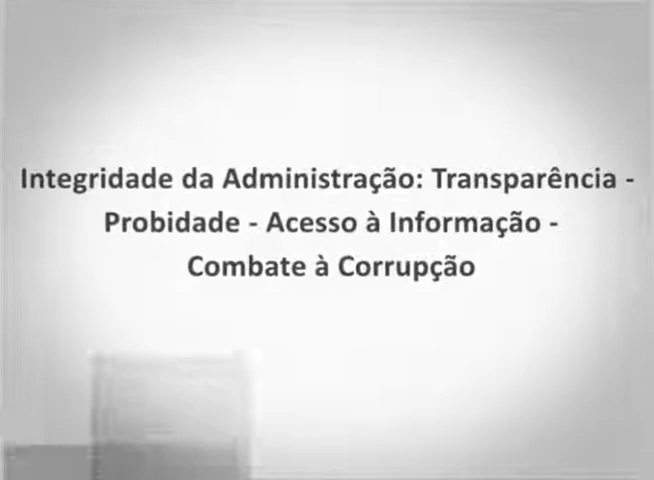 Integridade da Administração: Transparência -
Probidade - Acesso à Informação -
Combate à Corrupção